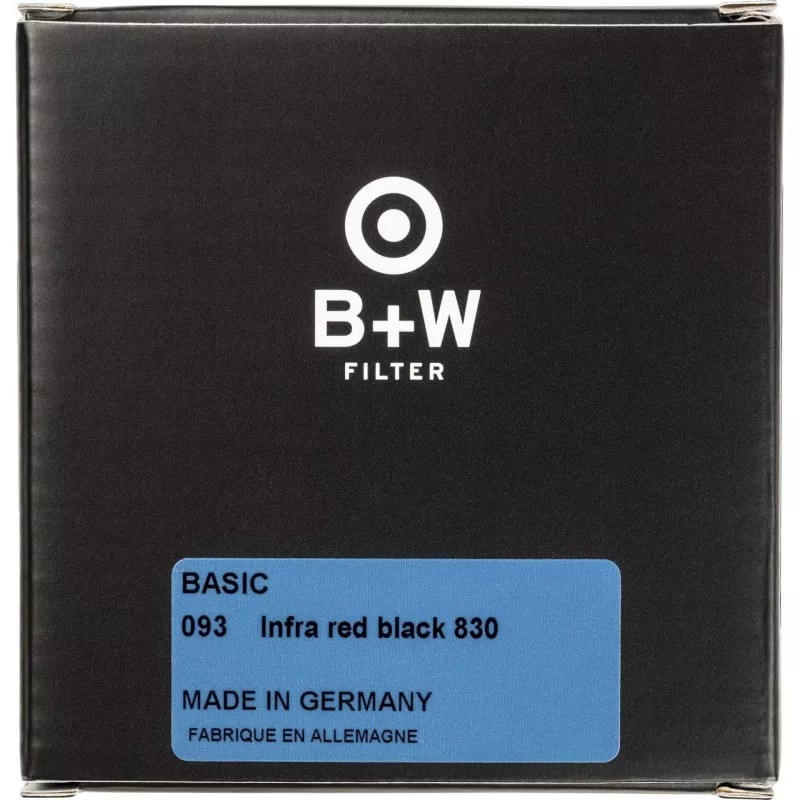 B+W
FILTER
BASIC
093 Infra red black 830
MADE IN GERMANY
FABRIQUE EN ALLEMAGNE